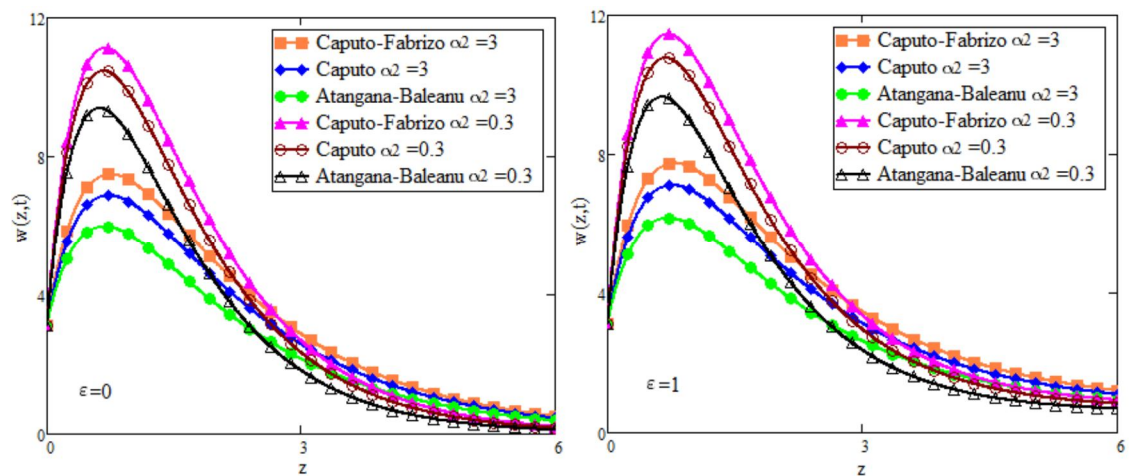 12
8
4
0
w(z,t)
Caputo-Fabrizo α2 =3
Caputo α2 =3
Atangana-Baleanu α2 =3
Caputo-Fabrizo α2 =0.3
Caputo α2 =0.3
Atangana-Baleanu α2 =0.3
ε=0
0
3
6
z
12
8
4
0
w(z,t)
Caputo-Fabrizo α2 =3
Caputo α2 =3
Atangana-Baleanu α2 =3
Caputo-Fabrizo α2 =0.3
Caputo α2 =0.3
Atangana-Baleanu α2 =0.3
ε=1
0
3
6
z